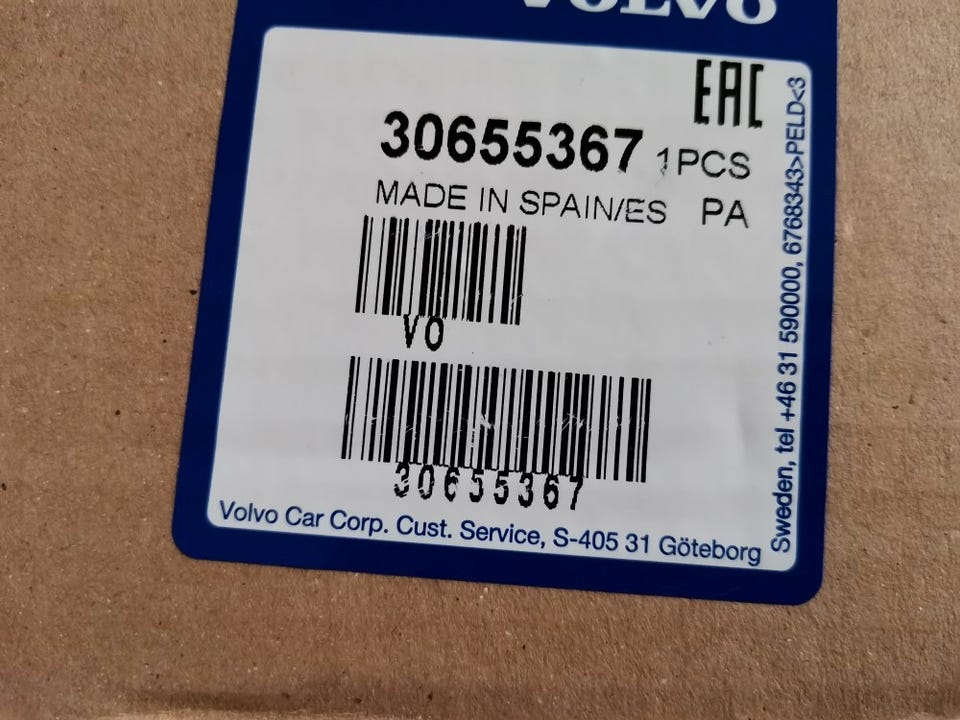 VOLVO
EAC
30655367 1PCS
MADE IN SPAIN/ES PA
VO
30655367
Volvo Car Corp. Cust. Service, S-405 31 Göteborg
Sweden, tel +46 31 590000, 6768343>PELD<3